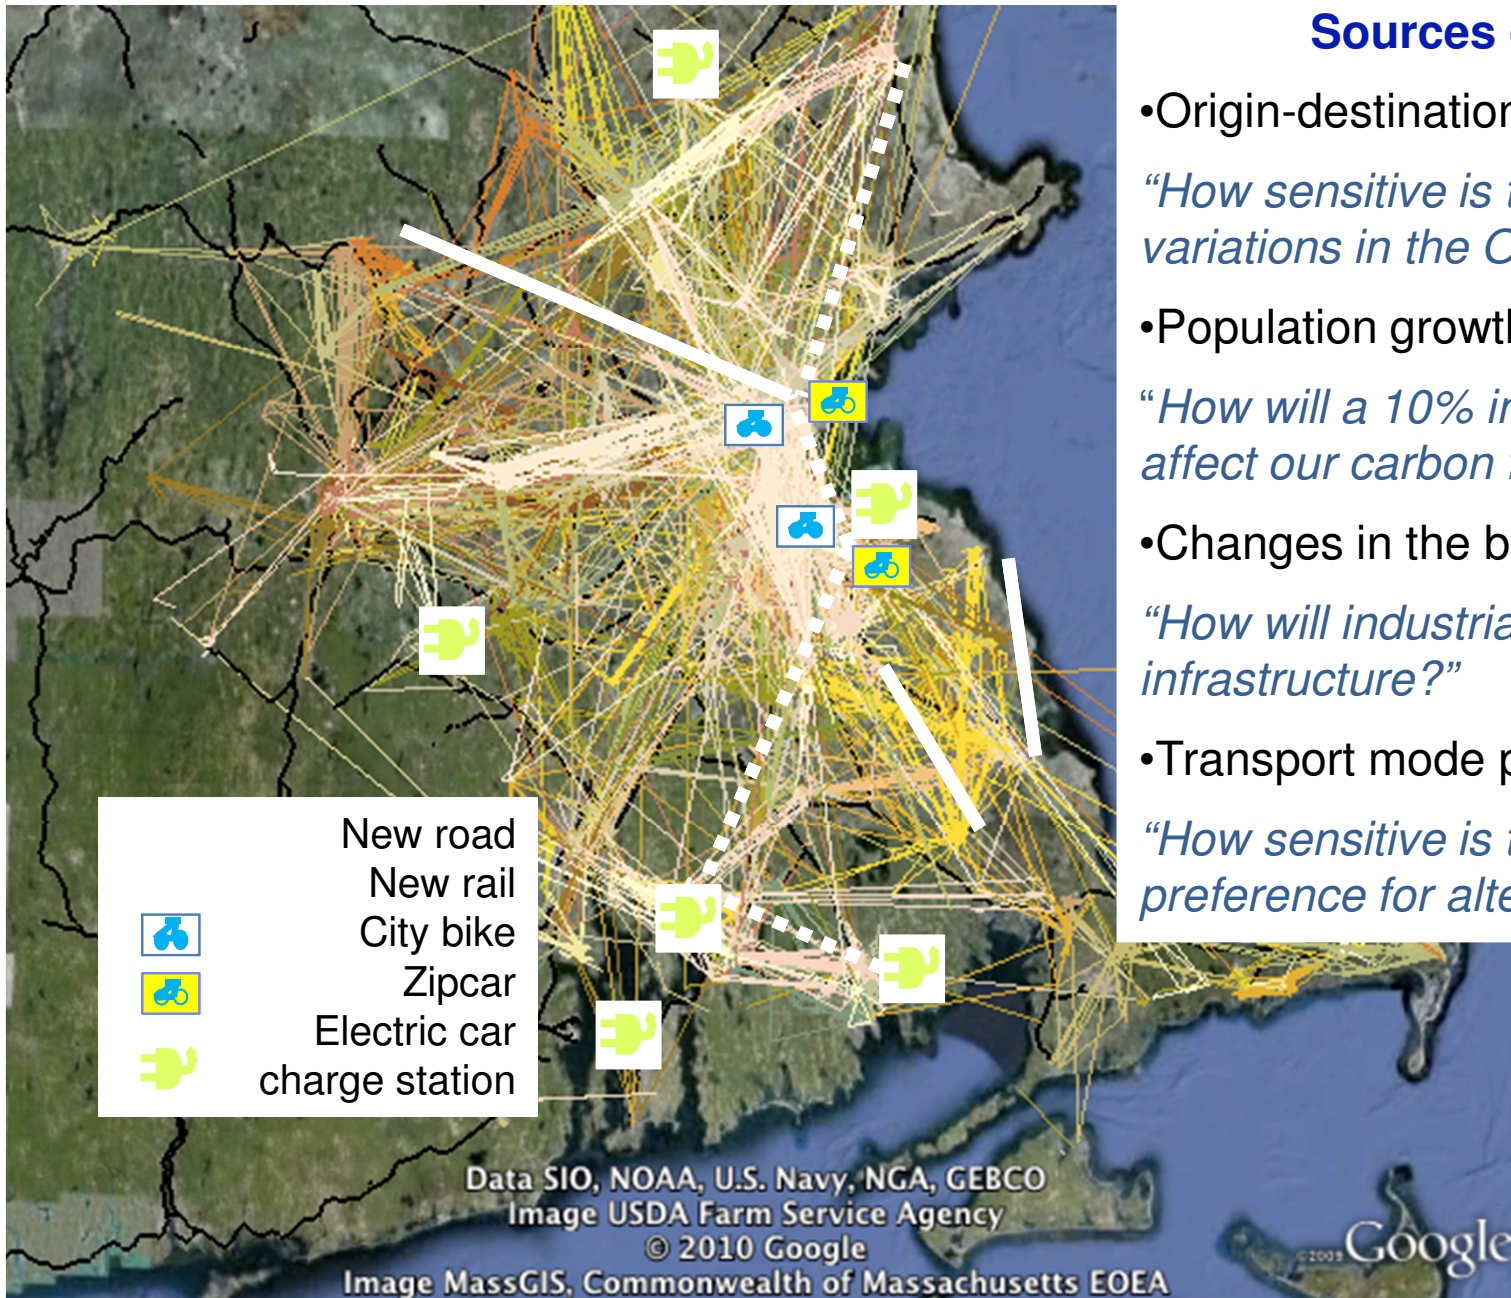 Sources
•Origin-destination
“How sensitive is
variations in the
•Population growth
“How will a 10%
affect our carbon
•Changes in the
“How will industria
infrastructure?”
•Transport mode
“How sensitive is
preference for alte
New road
New rail
City bike
Zipcar
Electric car
charge station
Data SIO, NOAA, U.S. Navy, NGA, GEBCO
Image USDA Farm Service Agency
© 2010 Google
Image MassGIS, Commonwealth of Massachusetts EOEA
©2009 Google